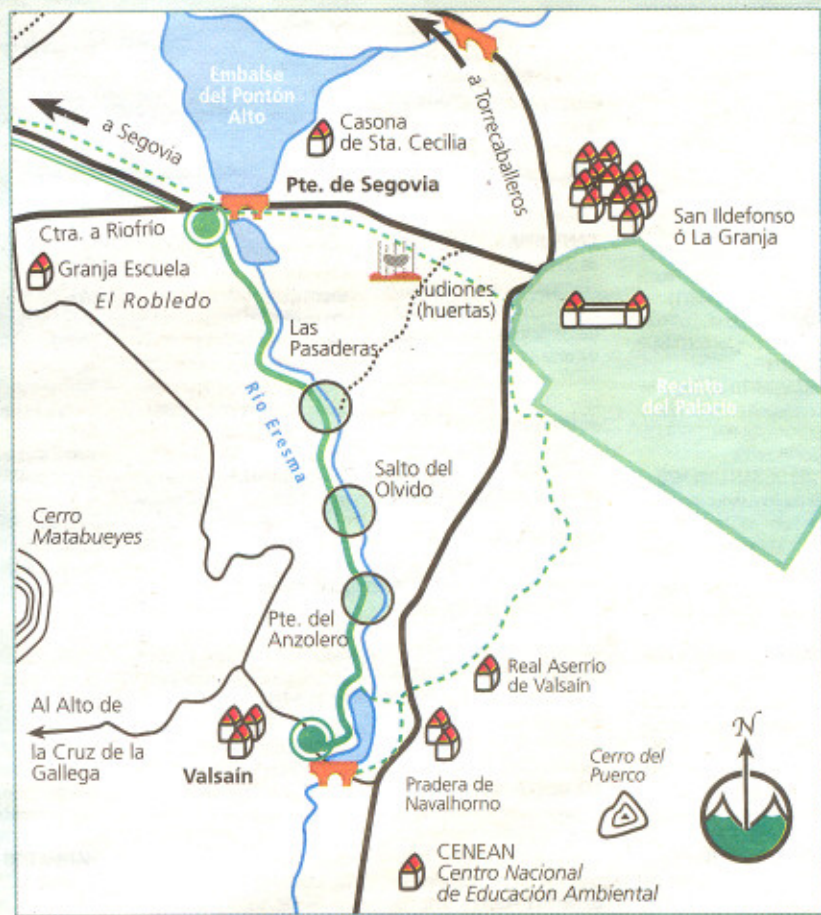 Embalse
del Pontón
Alto
a Torrecaballeros
a Segovia
Casona
de Sta. Cecilia
Pte. de Segovia
San Ildefonso
ó La Granja
Ctra. a Riofrío
Granja Escuela
El Robledo
Judiones
(huertas)
Las
Pasaderas
Recinto
del Palacio
Río Eresma
Salto del
Olvido
Cerro
Matabueyes
Pte. del
Anzolero
Real Aserrío
de Valsaín
Al Alto de
la Cruz de la
Gallega
Valsaín
Pradera de
Navalhorno
Cerro del
Puerco
N
CENEAN
Centro Nacional
de Educación Ambiental